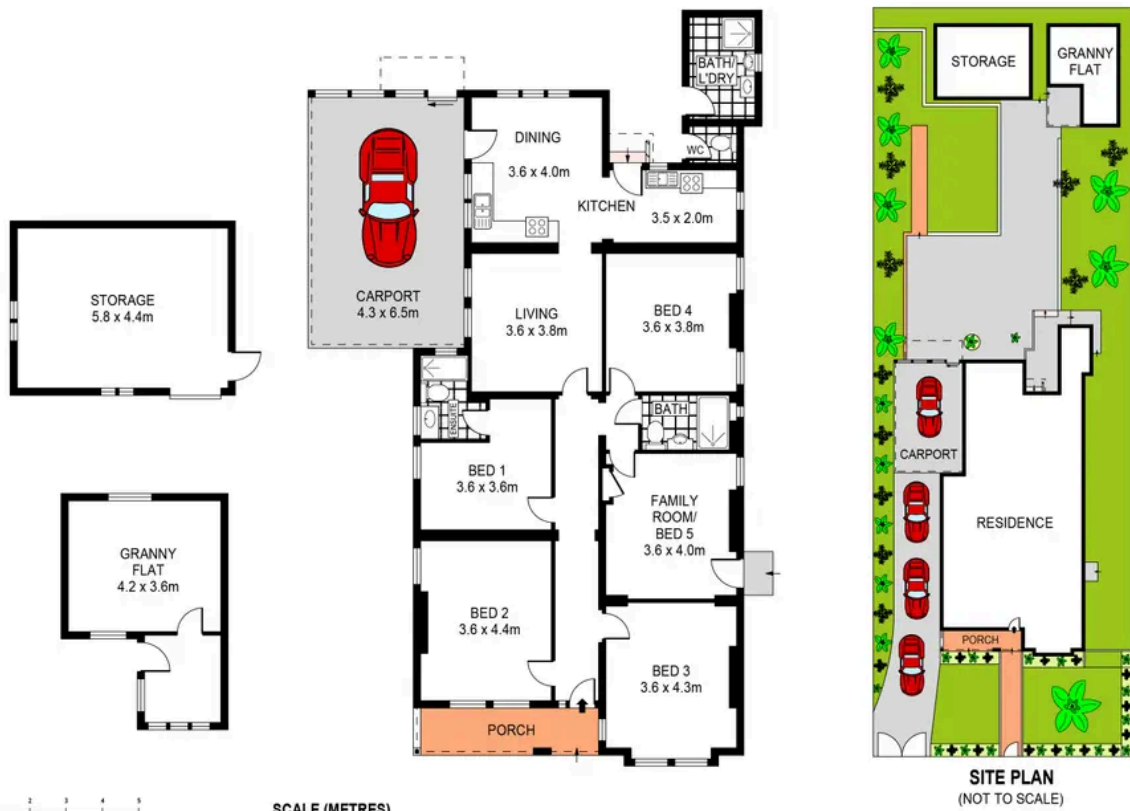 STORAGE
5.8 x 4.4m
GRANNY
FLAT
4.2 x 3.6m
2 3 4 5
SCALE (METRES)
CARPORT
4.3 x 6.5m
DINING
3.6 x 4.0m
KITCHEN
3.5 x 2.0m
BATH/
L'DRY
WC
LIVING
3.6 x 3.8m
BED 4
3.6 x 3.8m
ENSUITE
BATH
BED 1
3.6 x 3.6m
FAMILY
ROOM/
BED 5
3.6 x 4.0m
BED 2
3.6 x 4.4m
BED 3
3.6 x 4.3m
PORCH
STORAGE
GRANNY
FLAT
CARPORT
RESIDENCE
PORCH
SITE PLAN
(NOT TO SCALE)